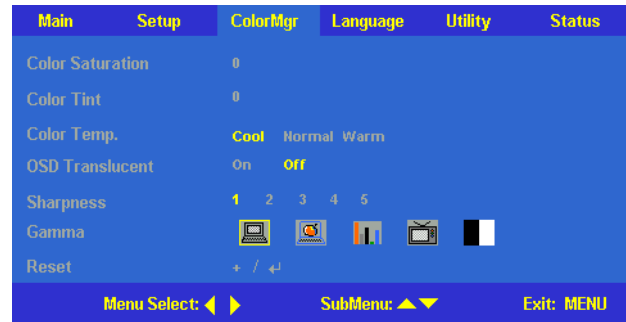 Main Setup ColorMgr Language Utility Status
Color Saturation 0
Color Tint 0
Color Temp. Cool Normal Warm
OSD Translucent On Off
Sharpness 1 2 3 4 5
Gamma
Reset + / ↵
Menu Select: SubMenu: Exit: MENU